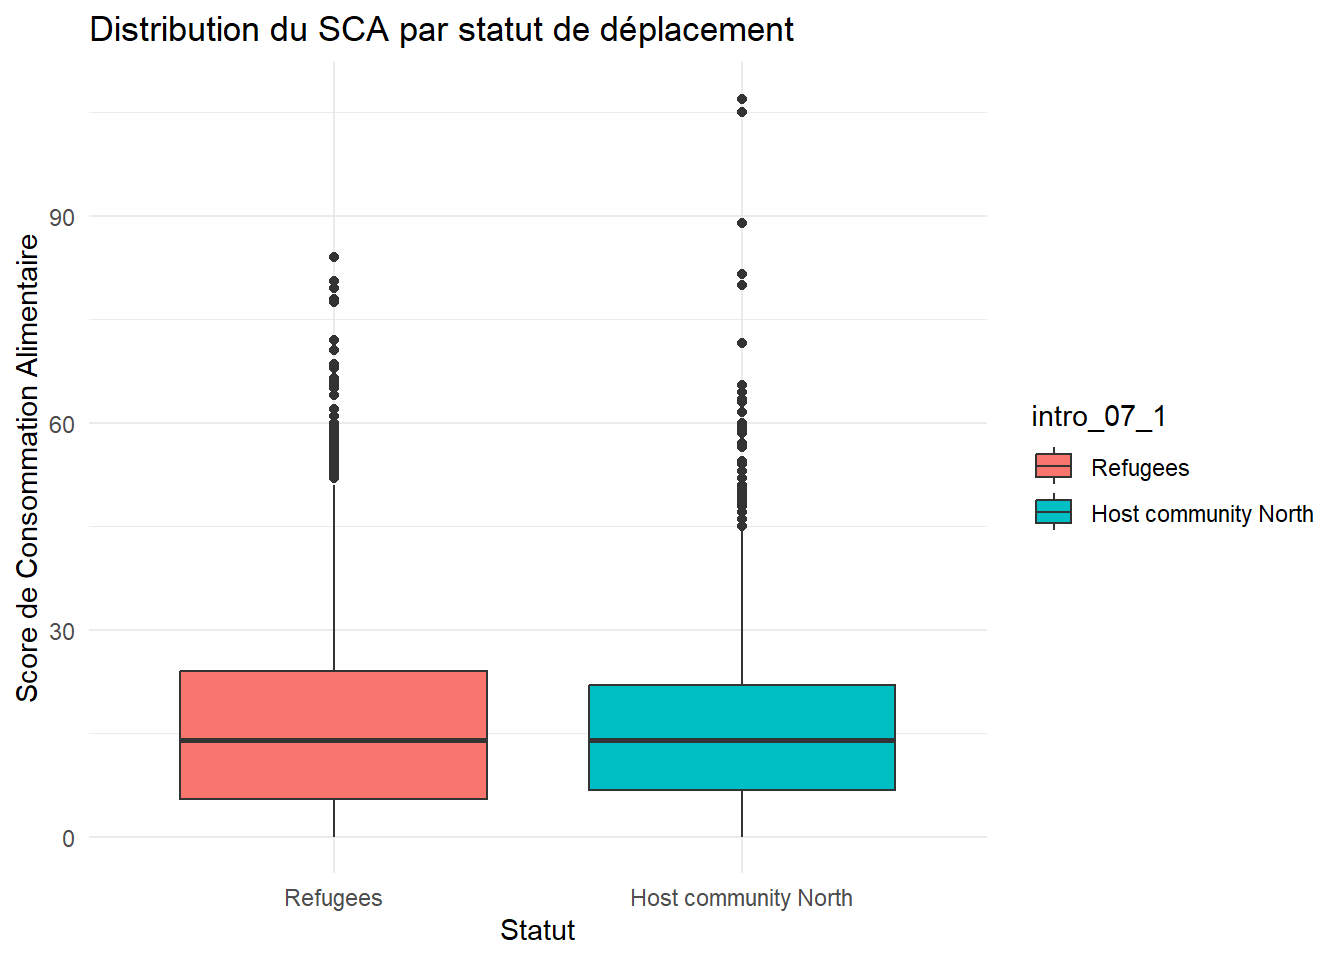 Distribution du SCA par statut de déplacement
Score de Consommation Alimentaire
90
60
30
0
Refugees
Host community North
Statut
intro_07_1
Refugees
Host community North